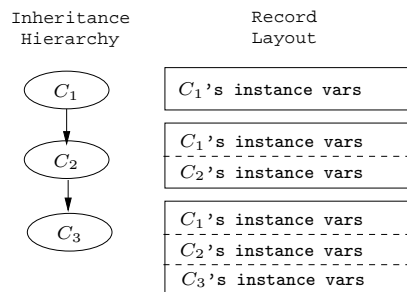 Inheritance Hierarchy
Record Layout
C₁
C₁'s instance vars
C₂
C₁'s instance vars
C₂'s instance vars
C₃
C₁'s instance vars
C₂'s instance vars
C₃'s instance vars